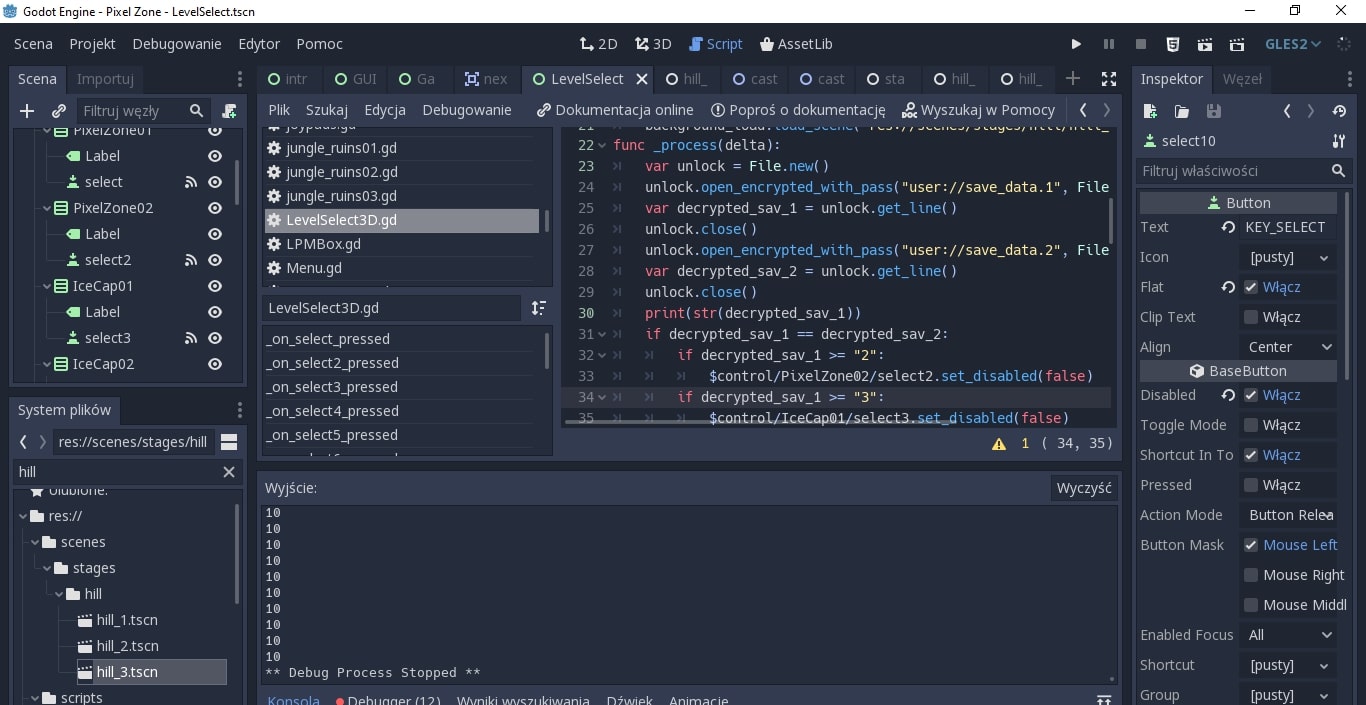 Godot Engine - Pixel Zone - LevelSelect.tscn
Scena Projekt Debugowanie Edytor Pomoc
2D 3D Script AssetLib
GLES2
Scena Importuj
Filtruj węzły
PixelZone01
Label
select
PixelZone02
Label
select2
IceCap01
Label
select3
IceCap02
System plików
res://scenes/stages/hill
hill
Ulubione:
res://
scenes
stages
hill
hill_1.tscn
hill_2.tscn
hill_3.tscn
scripts
intr GUI Ga nex LevelSelect hill_ cast cast sta hill_ hill_
Plik Szukaj Edycja Debugowanie Dokumentacja online Poproś o dokumentację Wyszukaj w Pomocy
joypads.gd
jungle_ruins01.gd
jungle_ruins02.gd
jungle_ruins03.gd
LevelSelect3D.gd
LPMBox.gd
Menu.gd
LevelSelect3D.gd
_on_select_pressed
_on_select2_pressed
_on_select3_pressed
_on_select4_pressed
_on_select5_pressed
_on_select6_pressed
21 background_load.load_scene("res://scenes/stages/hill/hill_
22 func _process(delta):
23 var unlock = File.new()
24 unlock.open_encrypted_with_pass("user://save_data.1", File
25 var decrypted_sav_1 = unlock.get_line()
26 unlock.close()
27 unlock.open_encrypted_with_pass("user://save_data.2", File
28 var decrypted_sav_2 = unlock.get_line()
29 unlock.close()
30 print(str(decrypted_sav_1))
31 if decrypted_sav_1 == decrypted_sav_2:
32 if decrypted_sav_1 >= "2":
33 $control/PixelZone02/select2.set_disabled(false)
34 if decrypted_sav_1 >= "3":
35 $control/IceCap01/select3.set_disabled(false)
1 ( 34, 35)
Wyjście: Wyczyść
10
10
10
10
10
10
10
10
10
10
** Debug Process Stopped **
Konsola Debugger (12) Wyniki wyszukiwania Dźwięk Animacje
Inspektor Węzeł
select10
Filtruj właściwości
Button
Text KEY_SELECT
Icon [pusty]
Flat Włącz
Clip Text Włącz
Align Center
BaseButton
Disabled Włącz
Toggle Mode Włącz
Shortcut In To Włącz
Pressed Włącz
Action Mode Button Relea
Button Mask Mouse Left
Mouse Right
Mouse Middl
Enabled Focus All
Shortcut [pusty]
Group [pusty]